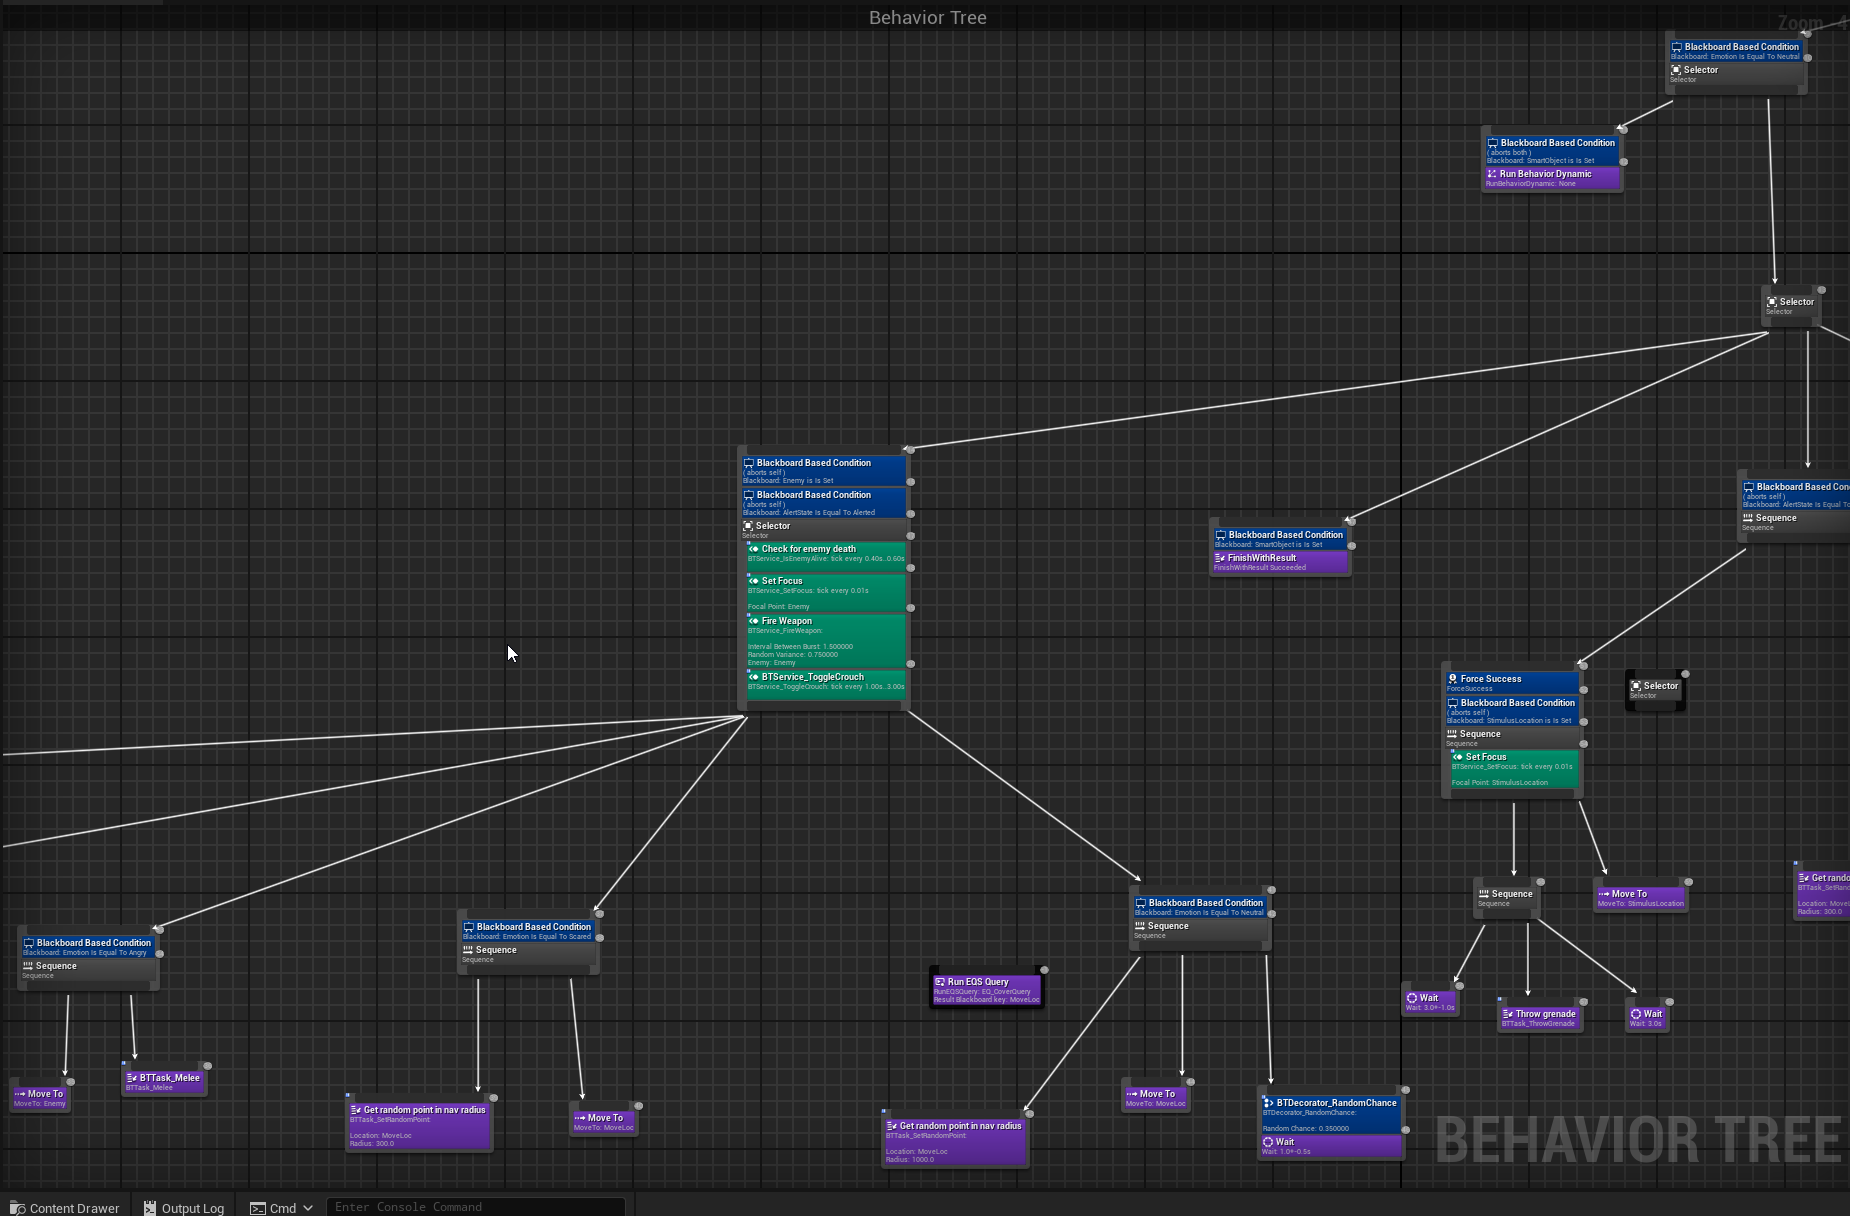 Behavior Tree
Zoom -4
Blackboard Based Condition
Blackboard: Emotion Is Equal To Neutral
Selector
Selector
Blackboard Based Condition
( aborts both )
Blackboard: SmartObject is Is Set
Run Behavior Dynamic
RunBehaviorDynamic: None
Selector
Selector
Blackboard Based Condition
( aborts self )
Blackboard: Enemy is Is Set
Blackboard Based Condition
( aborts self )
Blackboard: AlertState Is Equal To Alerted
Selector
Selector
Check for enemy death
BTService_IsEnemyAlive: tick every 0.40s..0.60s
Set Focus
BTService_SetFocus: tick every 0.01s
Focal Point: Enemy
Fire Weapon
BTService_FireWeapon:
Interval Between Burst: 1.500000
Random Variance: 0.750000
Enemy: Enemy
BTService_ToggleCrouch
BTService_ToggleCrouch: tick every 1.00s..3.00s
Blackboard Based Condition
Blackboard: SmartObject is Is Set
FinishWithResult
FinishWithResult Succeeded
Blackboard Based Con
( aborts self )
Blackboard: AlertState Is Equal To
Sequence
Sequence
Force Success
ForceSuccess
Blackboard Based Condition
( aborts self )
Blackboard: StimulusLocation is Is Set
Sequence
Sequence
Set Focus
BTService_SetFocus: tick every 0.01s
Focal Point: StimulusLocation
Selector
Selector
Sequence
Sequence
Move To
MoveTo: StimulusLocation
Get rando
BTTask_SetRand
Location: MoveL
Radius: 300.0
Wait
Wait: 3.0+-1.0s
Throw grenade
BTTask_ThrowGrenade
Wait
Wait: 3.0s
Blackboard Based Condition
Blackboard: Emotion Is Equal To Angry
Sequence
Sequence
Move To
MoveTo: Enemy
BTTask_Melee
BTTask_Melee
Blackboard Based Condition
Blackboard: Emotion Is Equal To Scared
Sequence
Sequence
Get random point in nav radius
BTTask_SetRandomPoint:
Location: MoveLoc
Radius: 300.0
Move To
MoveTo: MoveLoc
Run EQS Query
RunEQSQuery: EQ_CoverQuery
Result Blackboard key: MoveLoc
Blackboard Based Condition
Blackboard: Emotion Is Equal To Neutral
Sequence
Sequence
Get random point in nav radius
BTTask_SetRandomPoint:
Location: MoveLoc
Radius: 1000.0
Move To
MoveTo: MoveLoc
BTDecorator_RandomChance
BTDecorator_RandomChance:
Random Chance: 0.350000
Wait
Wait: 1.0+-0.5s
BEHAVIOR TREE
Content Drawer
Output Log
Cmd
Enter Console Command